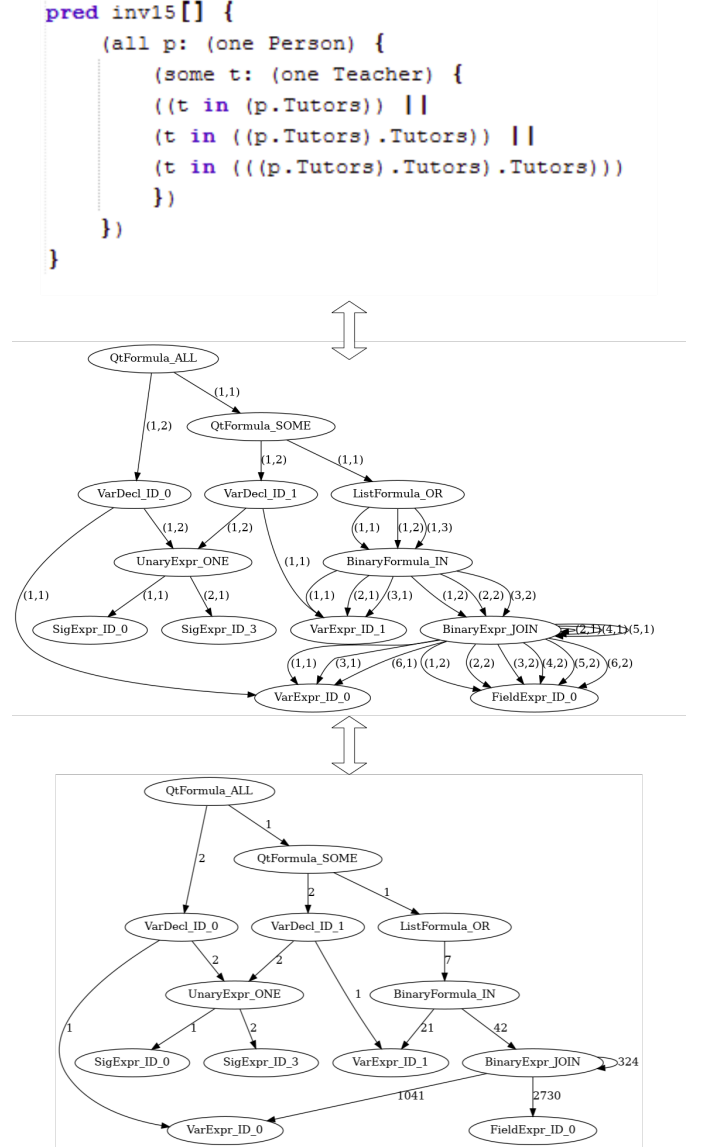 pred inv15[] {
(all p: (one Person) {
(some t: (one Teacher) {
((t in (p.Tutors)) ||
(t in ((p.Tutors).Tutors)) ||
(t in (((p.Tutors).Tutors).Tutors)))
})
})
}
QtFormula_ALL
(1,1)
(1,2)
QtFormula_SOME
(1,2)
(1,1)
VarDecl_ID_0
VarDecl_ID_1
ListFormula_OR
(1,2)
(1,2)
(1,1)
(1,2)
(1,3)
UnaryExpr_ONE
BinaryFormula_IN
(1,1)
(1,1)
(2,1)
(1,1)
(1,1)
(2,1)
(3,1)
(1,2)
(2,2)
(3,2)
SigExpr_ID_0
SigExpr_ID_3
VarExpr_ID_1
BinaryExpr_JOIN
(2,1)
(4,1)
(5,1)
(1,1)
(3,1)
(6,1)
(1,2)
(2,2)
(3,2)
(4,2)
(5,2)
(6,2)
VarExpr_ID_0
FieldExpr_ID_0
QtFormula_ALL
1
2
QtFormula_SOME
2
1
VarDecl_ID_0
VarDecl_ID_1
ListFormula_OR
2
2
7
UnaryExpr_ONE
BinaryFormula_IN
1
1
2
1
21
42
SigExpr_ID_0
SigExpr_ID_3
VarExpr_ID_1
BinaryExpr_JOIN
324
1041
2730
VarExpr_ID_0
FieldExpr_ID_0